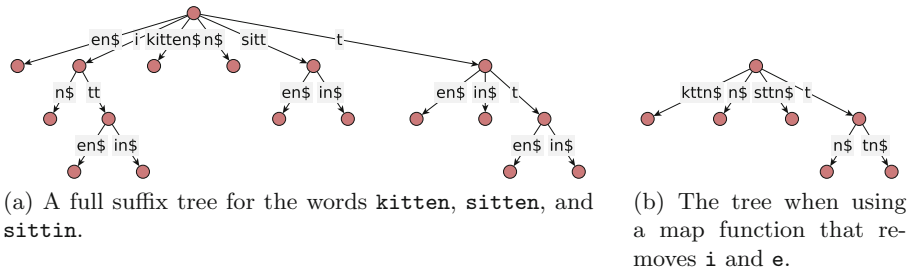 en$ i kitten$ n$ sitt t
n$ tt en$ in$ en$ in$ t
en$ in$ en$ in$
kttn$ n$ sttn$ t
n$ tn$
(a) A full suffix tree for the words kitten, sitten, and
sittin.
(b) The tree when using
a map function that re-
moves i and e.